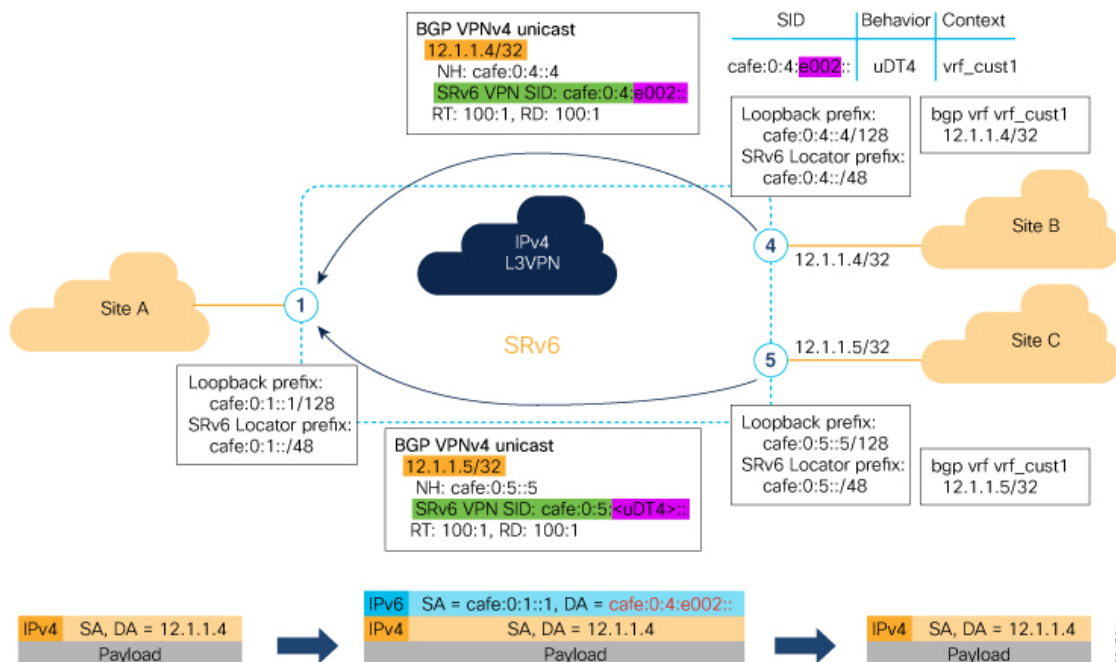 BGP VPNv4 unicast
12.1.1.4/32
NH: cafe:0:4::4
SRv6 VPN SID: cafe:0:4:e002::
RT: 100:1, RD: 100:1
SID Behavior Context
cafe:0:4:e002:: uDT4 vrf_cust1
Loopback prefix:
cafe:0:4::4/128
SRv6 Locator prefix:
cafe:0:4::/48
bgp vrf vrf_cust1
12.1.1.4/32
IPv4
L3VPN
4
12.1.1.4/32
Site B
Site A
1
SRv6
5
12.1.1.5/32
Site C
Loopback prefix:
cafe:0:1::1/128
SRv6 Locator prefix:
cafe:0:1::/48
BGP VPNv4 unicast
12.1.1.5/32
NH: cafe:0:5::5
SRv6 VPN SID: cafe:0:5:<uDT4>::
RT: 100:1, RD: 100:1
Loopback prefix:
cafe:0:5::5/128
SRv6 Locator prefix:
cafe:0:5::/48
bgp vrf vrf_cust1
12.1.1.5/32
IPv4 SA, DA = 12.1.1.4
Payload
IPv6 SA = cafe:0:1::1, DA = cafe:0:4:e002::
IPv4 SA, DA = 12.1.1.4
Payload
IPv4 SA, DA = 12.1.1.4
Payload